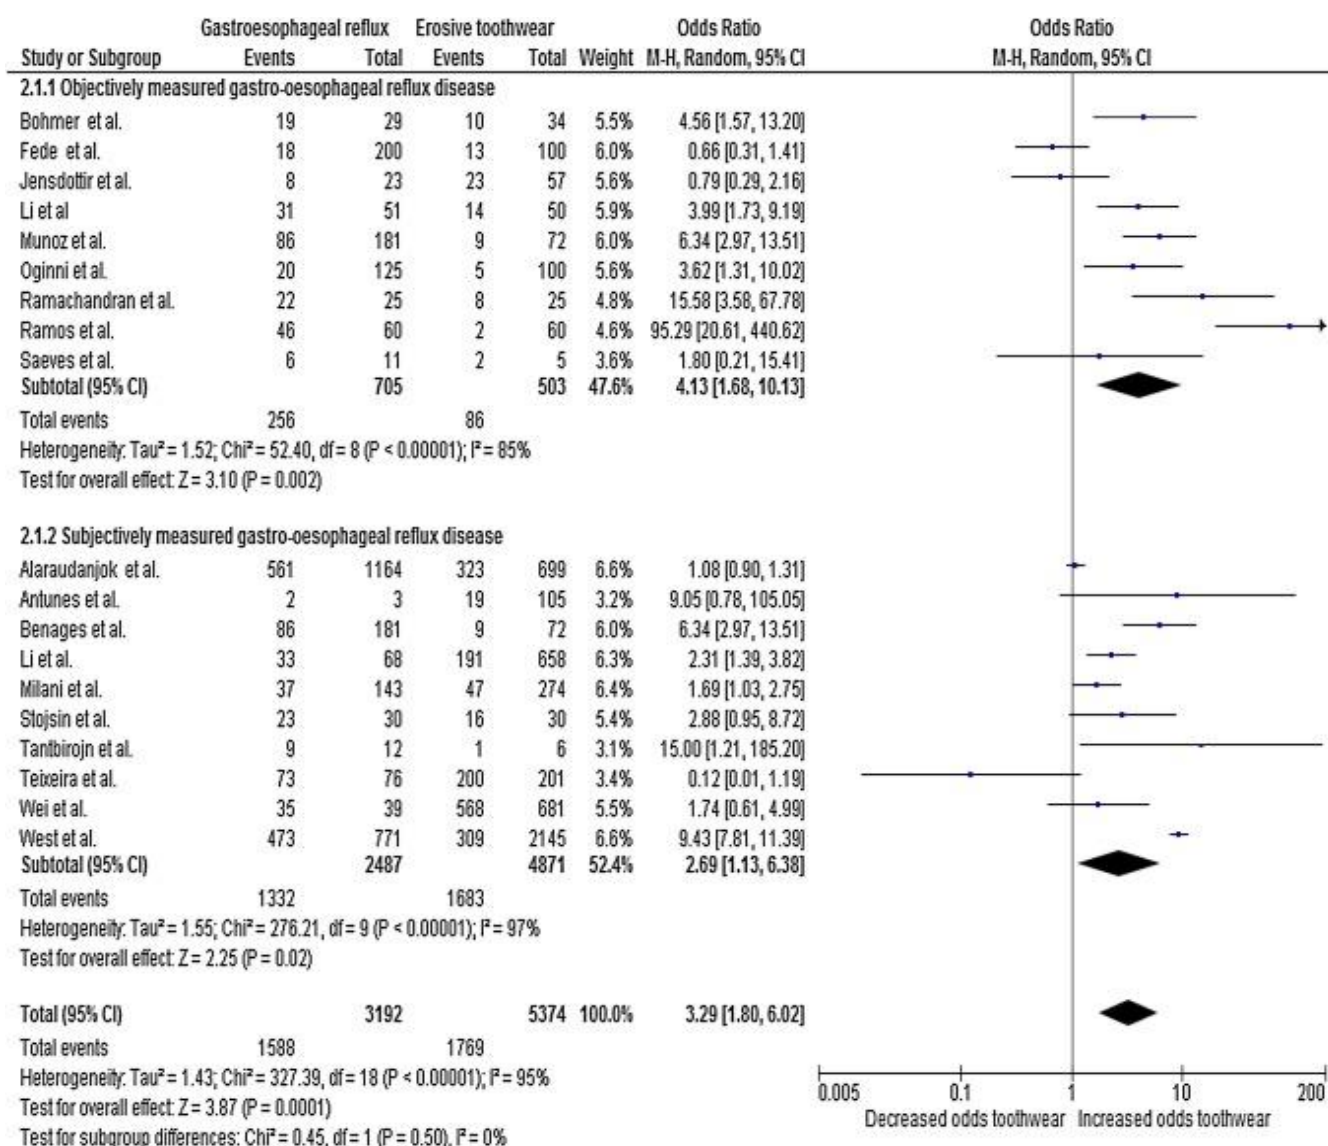 Gastroesophageal reflux Erosive toothwear Odds Ratio Odds Ratio
Study or Subgroup Events Total Events Total Weight M-H, Random, 95% CI M-H, Random, 95% CI
2.1.1 Objectively measured gastro-oesophageal reflux disease
Bohmer et al. 19 29 10 34 5.5% 4.56 [1.57, 13.20]
Fede et al. 18 200 13 100 6.0% 0.66 [0.31, 1.41]
Jensdottir et al. 8 23 23 57 5.6% 0.79 [0.29, 2.16]
Li et al 31 51 14 50 5.9% 3.99 [1.73, 9.19]
Munoz et al. 86 181 9 72 6.0% 6.34 [2.97, 13.51]
Oginni et al. 20 125 5 100 5.6% 3.62 [1.31, 10.02]
Ramachandran et al. 22 25 8 25 4.8% 15.58 [3.58, 67.78]
Ramos et al. 46 60 2 60 4.6% 95.29 [20.61, 440.62]
Saeves et al. 6 11 2 5 3.6% 1.80 [0.21, 15.41]
Subtotal (95% CI) 705 503 47.6% 4.13 [1.68, 10.13]
Total events 256 86
Heterogeneity: Tau² = 1.52; Chi² = 52.40, df = 8 (P < 0.00001); I² = 85%
Test for overall effect: Z = 3.10 (P = 0.002)
2.1.2 Subjectively measured gastro-oesophageal reflux disease
Alaraudanjok et al. 561 1164 323 699 6.6% 1.08 [0.90, 1.31]
Antunes et al. 2 3 19 105 3.2% 9.05 [0.78, 105.05]
Benages et al. 86 181 9 72 6.0% 6.34 [2.97, 13.51]
Li et al. 33 68 191 658 6.3% 2.31 [1.39, 3.82]
Milani et al. 37 143 47 274 6.4% 1.69 [1.03, 2.75]
Stojsin et al. 23 30 16 30 5.4% 2.88 [0.95, 8.72]
Tantbirojn et al. 9 12 1 6 3.1% 15.00 [1.21, 185.20]
Teixeira et al. 73 76 200 201 3.4% 0.12 [0.01, 1.19]
Wei et al. 35 39 568 681 5.5% 1.74 [0.61, 4.99]
West et al. 473 771 309 2145 6.6% 9.43 [7.81, 11.39]
Subtotal (95% CI) 2487 4871 52.4% 2.69 [1.13, 6.38]
Total events 1332 1683
Heterogeneity: Tau² = 1.55; Chi² = 276.21, df = 9 (P < 0.00001); I² = 97%
Test for overall effect: Z = 2.25 (P = 0.02)
Total (95% CI) 3192 5374 100.0% 3.29 [1.80, 6.02]
Total events 1588 1769
Heterogeneity: Tau² = 1.43; Chi² = 327.39, df = 18 (P < 0.00001); I² = 95%
Test for overall effect: Z = 3.87 (P = 0.0001)
Test for subgroup differences: Chi² = 0.45, df = 1 (P = 0.50), I² = 0%
0.005 0.1 1 10 200
Decreased odds toothwear Increased odds toothwear